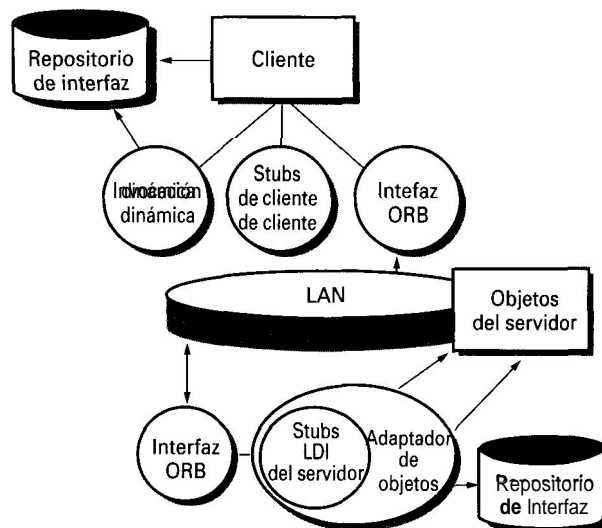 Repositorio
de interfaz
Cliente
Invocación
dinámica
Stubs
de cliente
de cliente
Intefaz
ORB
LAN
Objetos
del servidor
Interfaz
ORB
Stubs
LDI
del servidor
Adaptador
de
objetos
Repositorio
de Interfaz